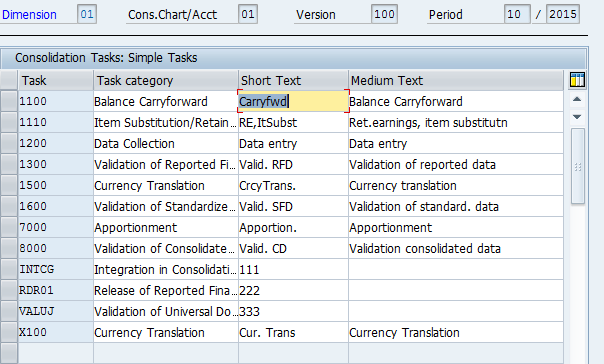 Dimension 01 Cons.Chart/Acct 01 Version 100 Period 10 / 2015
Consolidation Tasks: Simple Tasks
Task Task category Short Text Medium Text
1100 Balance Carryforward Carryfwd Balance Carryforward
1110 Item Substitution/Retain... RE,ItSubst Ret.earnings, item substitutn
1200 Data Collection Data entry Data entry
1300 Validation of Reported Fi... Valid. RFD Validation of reported data
1500 Currency Translation CrcyTrans. Currency translation
1600 Validation of Standardize... Valid. SFD Validation of standard. data
7000 Apportionment Apportion. Apportionment
8000 Validation of Consolidate... Valid. CD Validation consolidated data
INTCG Integration in Consolidati... 111
RDR01 Release of Reported Fina... 222
VALUJ Validation of Universal Do... 333
X100 Currency Translation Cur. Trans Currency Translation